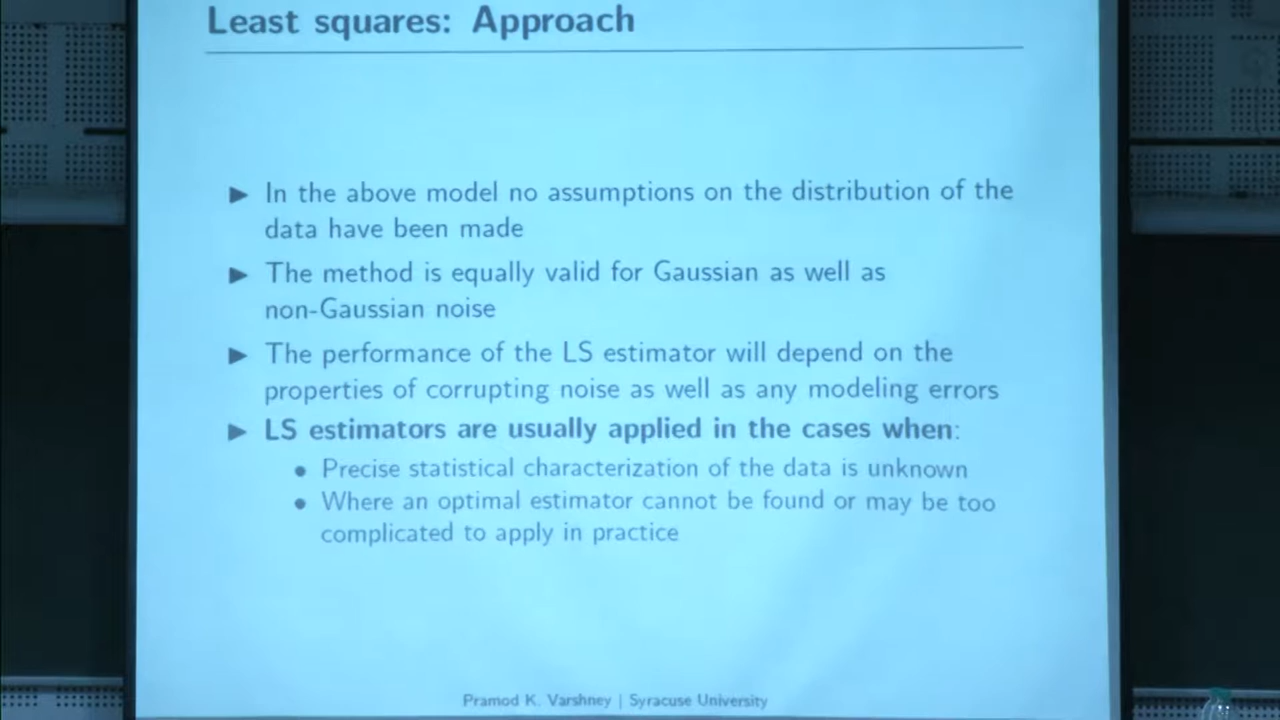 Least squares: Approach
▶ In the above model no assumptions on the distribution of the
data have been made
▶ The method is equally valid for Gaussian as well as
non-Gaussian noise
▶ The performance of the LS estimator will depend on the
properties of corrupting noise as well as any modeling errors
▶ LS estimators are usually applied in the cases when:
● Precise statistical characterization of the data is unknown
● Where an optimal estimator cannot be found or may be too
complicated to apply in practice
Pramod K. Varshney | Syracuse University